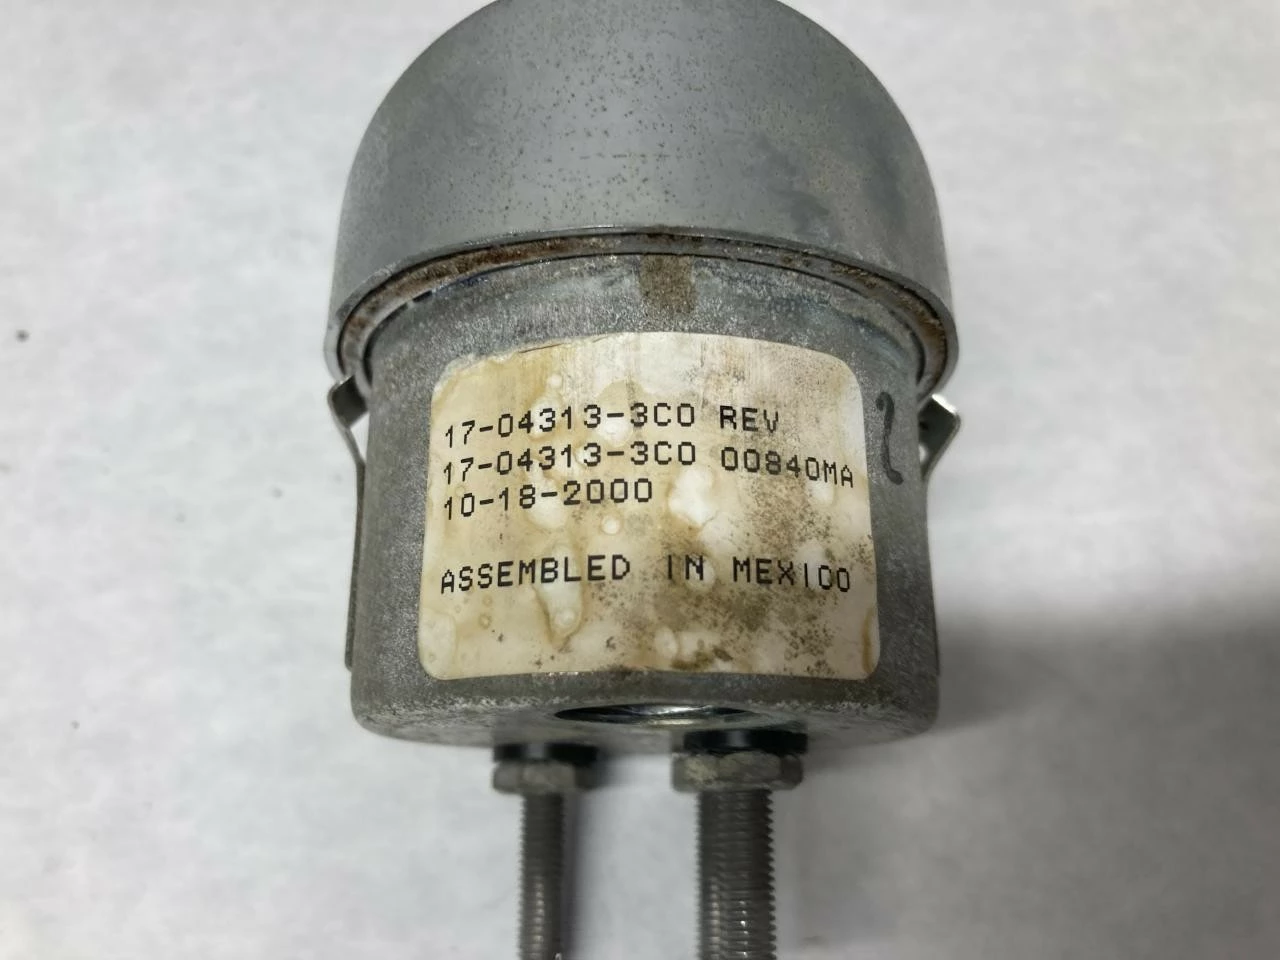 17-04313-3C0 REV
17-04313-3C0 00840MA
10-18-2000
ASSEMBLED IN MEXICO